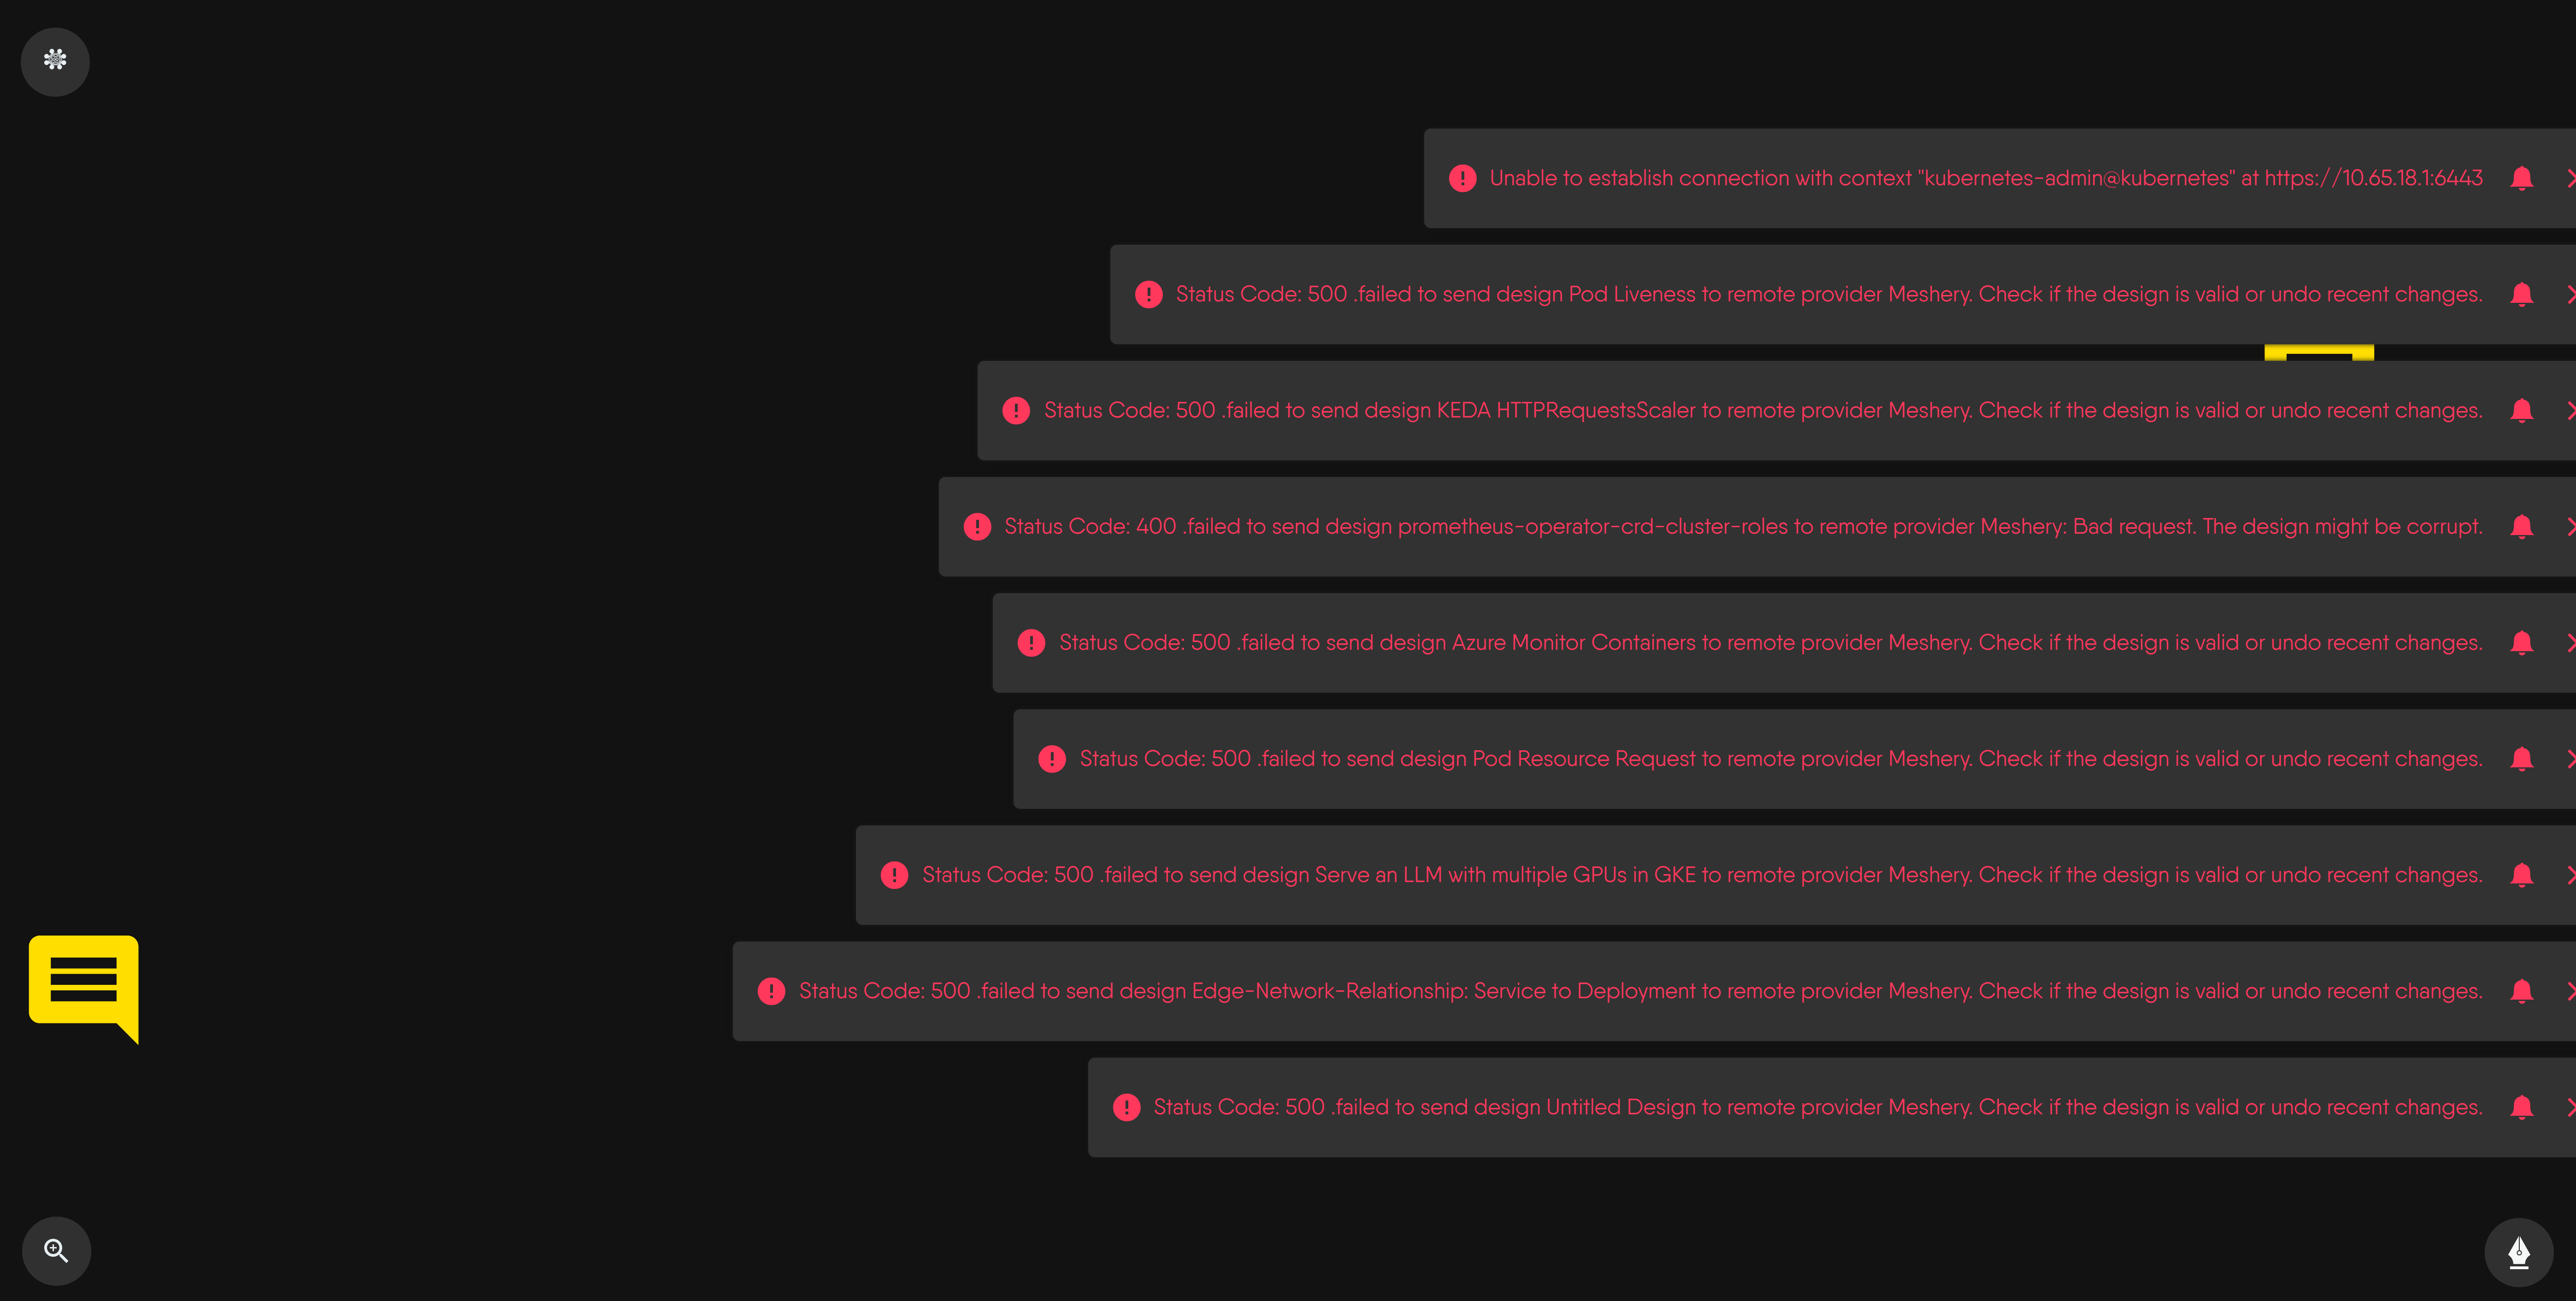 Unable to establish connection with context "kubernetes-admin@kubernetes" at https://10.65.18.1:6443
Status Code: 500 .failed to send design Pod Liveness to remote provider Meshery. Check if the design is valid or undo recent changes.
Status Code: 500 .failed to send design KEDA HTTPRequestsScaler to remote provider Meshery. Check if the design is valid or undo recent changes.
Status Code: 400 .failed to send design prometheus-operator-crd-cluster-roles to remote provider Meshery: Bad request. The design might be corrupt.
Status Code: 500 .failed to send design Azure Monitor Containers to remote provider Meshery. Check if the design is valid or undo recent changes.
Status Code: 500 .failed to send design Pod Resource Request to remote provider Meshery. Check if the design is valid or undo recent changes.
Status Code: 500 .failed to send design Serve an LLM with multiple GPUs in GKE to remote provider Meshery. Check if the design is valid or undo recent changes.
Status Code: 500 .failed to send design Edge-Network-Relationship: Service to Deployment to remote provider Meshery. Check if the design is valid or undo recent changes.
Status Code: 500 .failed to send design Untitled Design to remote provider Meshery. Check if the design is valid or undo recent changes.